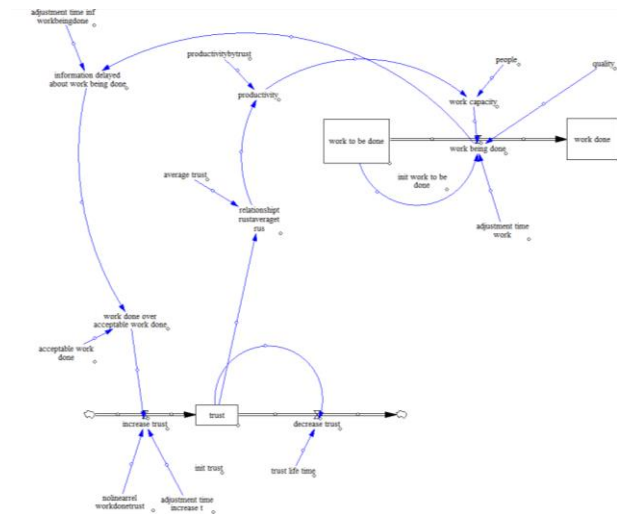 adjustment time inf
workbeingdone
productivitybytrust
people
quality
information delayed
about work being done
productivity
work capacity
work to be done
work being done
work done
average trust
init work to be
done
relationshipt
rustaveraget
rus
adjustment time
work
work done over
acceptable work done
acceptable work
done
trust
increase trust
decrease trust
init trust
trust life time
nolinearrel
workdonetrust
adjustment time
increase t